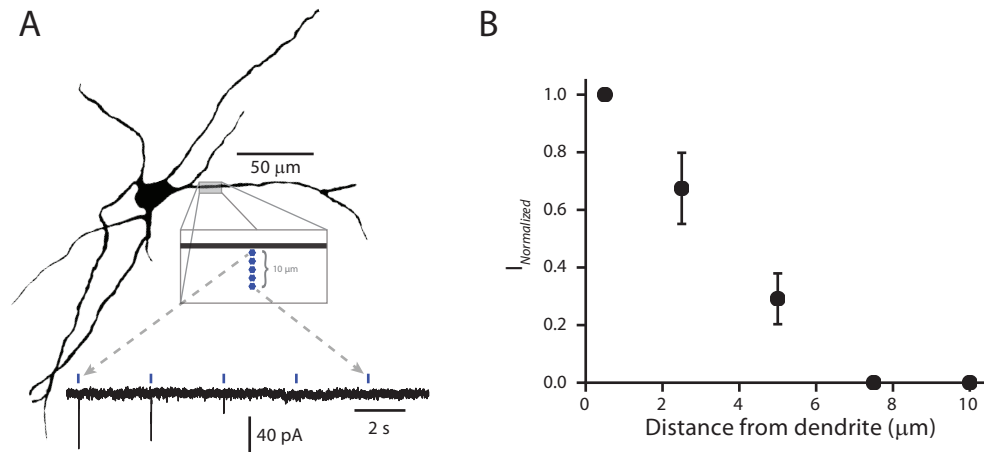 A
50 μm
10 μm
40 pA
2 s
B
1.0
0.8
0.6
0.4
0.2
0.0
I Normalized
0 2 4 6 8 10
Distance from dendrite (μm)